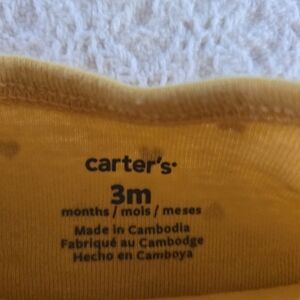 carter's
3m
months / mois / meses
Made in Cambodia
Fabriqué au Cambodge
Hecho en Camboya